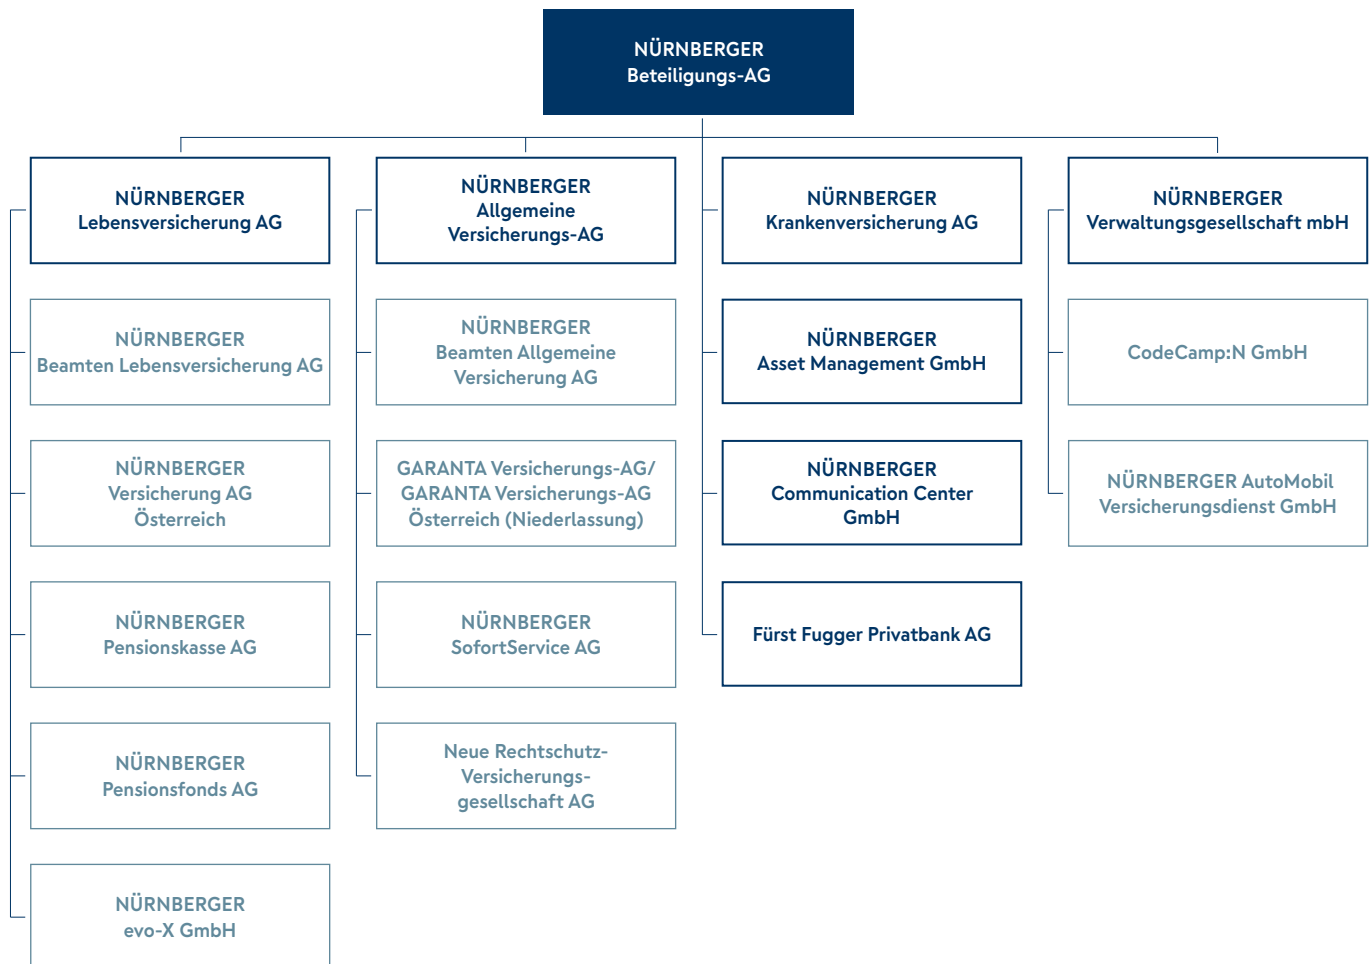 NÜRNBERGER
Beteiligungs-AG
NÜRNBERGER
Lebensversicherung AG
NÜRNBERGER
Beamten Lebensversicherung AG
NÜRNBERGER
Versicherung AG
Österreich
NÜRNBERGER
Pensionskasse AG
NÜRNBERGER
Pensionsfonds AG
NÜRNBERGER
evo-X GmbH
NÜRNBERGER
Allgemeine
Versicherungs-AG
NÜRNBERGER
Beamten Allgemeine
Versicherung AG
GARANTA Versicherungs-AG/
GARANTA Versicherungs-AG
Österreich (Niederlassung)
NÜRNBERGER
SofortService AG
Neue Rechtschutz-
Versicherungs-
gesellschaft AG
NÜRNBERGER
Krankenversicherung AG
NÜRNBERGER
Asset Management GmbH
NÜRNBERGER
Communication Center
GmbH
Fürst Fugger Privatbank AG
NÜRNBERGER
Verwaltungsgesellschaft mbH
CodeCamp:N GmbH
NÜRNBERGER AutoMobil
Versicherungsdienst GmbH